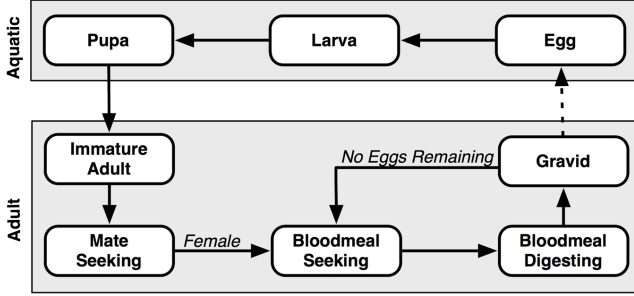 Aquatic
Pupa
Larva
Egg
Adult
Immature
Adult
No Eggs Remaining
Gravid
Mate
Seeking
Female
Bloodmeal
Seeking
Bloodmeal
Digesting